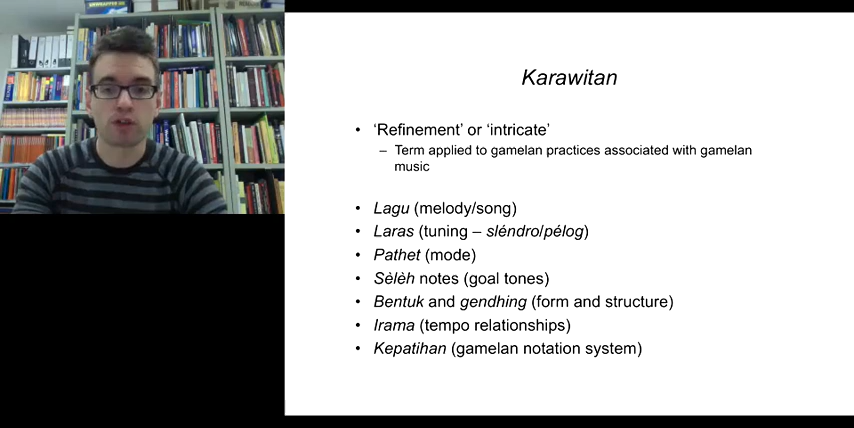 Karawitan
• ‘Refinement’ or ‘intricate’
– Term applied to gamelan practices associated with gamelan
music
• Lagu (melody/song)
• Laras (tuning – sléndro/pélog)
• Pathet (mode)
• Sèlèh notes (goal tones)
• Bentuk and gendhing (form and structure)
• Irama (tempo relationships)
• Kepatihan (gamelan notation system)